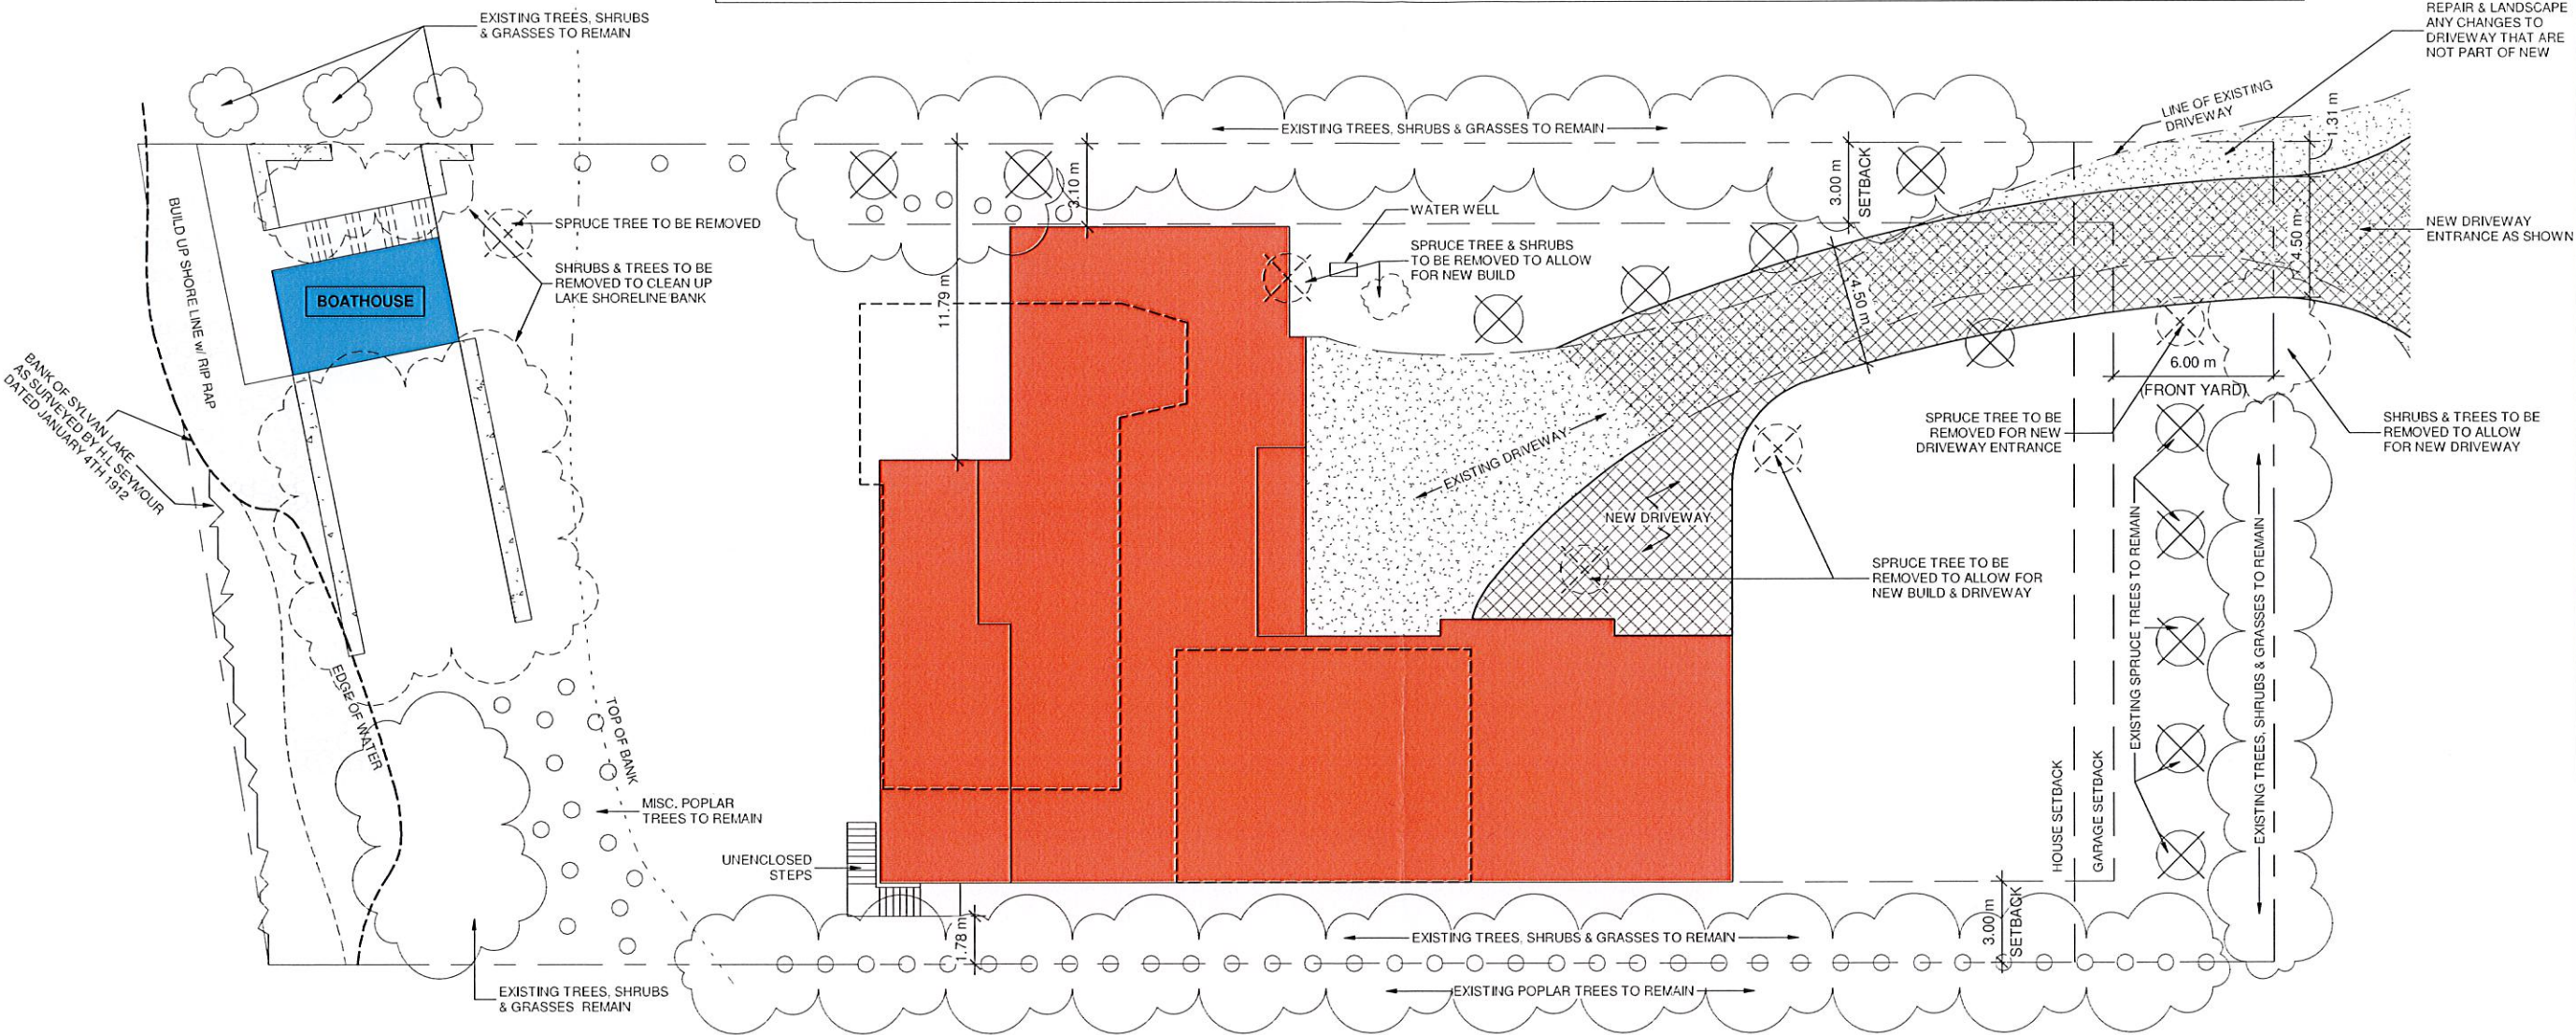 EXISTING TREES, SHRUBS
& GRASSES TO REMAIN
REPAIR & LANDSCAPE
ANY CHANGES TO
DRIVEWAY THAT ARE
NOT PART OF NEW
LINE OF EXISTING
DRIVEWAY
1.31 m
EXISTING TREES, SHRUBS & GRASSES TO REMAIN
3.10 m
3.00 m
SETBACK
BUILD UP SHORE LINE w/ RIP RAP
SPRUCE TREE TO BE REMOVED
WATER WELL
NEW DRIVEWAY
ENTRANCE AS SHOWN
4.50 m
SPRUCE TREE & SHRUBS
TO BE REMOVED TO ALLOW
FOR NEW BUILD
SHRUBS & TREES TO BE
REMOVED TO CLEAN UP
LAKE SHORELINE BANK
BOATHOUSE
11.79 m
4.50 m
6.00 m
(FRONT YARD)
BANK OF SYLVAN LAKE
AS SURVEYED BY H.L SEYMOUR
DATED JANUARY 4TH 1912
SPRUCE TREE TO BE
REMOVED FOR NEW
DRIVEWAY ENTRANCE
SHRUBS & TREES TO BE
REMOVED TO ALLOW
FOR NEW DRIVEWAY
EXISTING DRIVEWAY
NEW DRIVEWAY
SPRUCE TREE TO BE
REMOVED TO ALLOW FOR
NEW BUILD & DRIVEWAY
EXISTING SPRUCE TREES TO REMAIN
EXISTING TREES, SHRUBS & GRASSES TO REMAIN
EDGE OF WATER
TOP OF BANK
HOUSE SETBACK
GARAGE SETBACK
MISC. POPLAR
TREES TO REMAIN
UNENCLOSED
STEPS
1.78 m
EXISTING TREES, SHRUBS & GRASSES TO REMAIN
3.00 m
SETBACK
EXISTING TREES, SHRUBS
& GRASSES REMAIN
EXISTING POPLAR TREES TO REMAIN